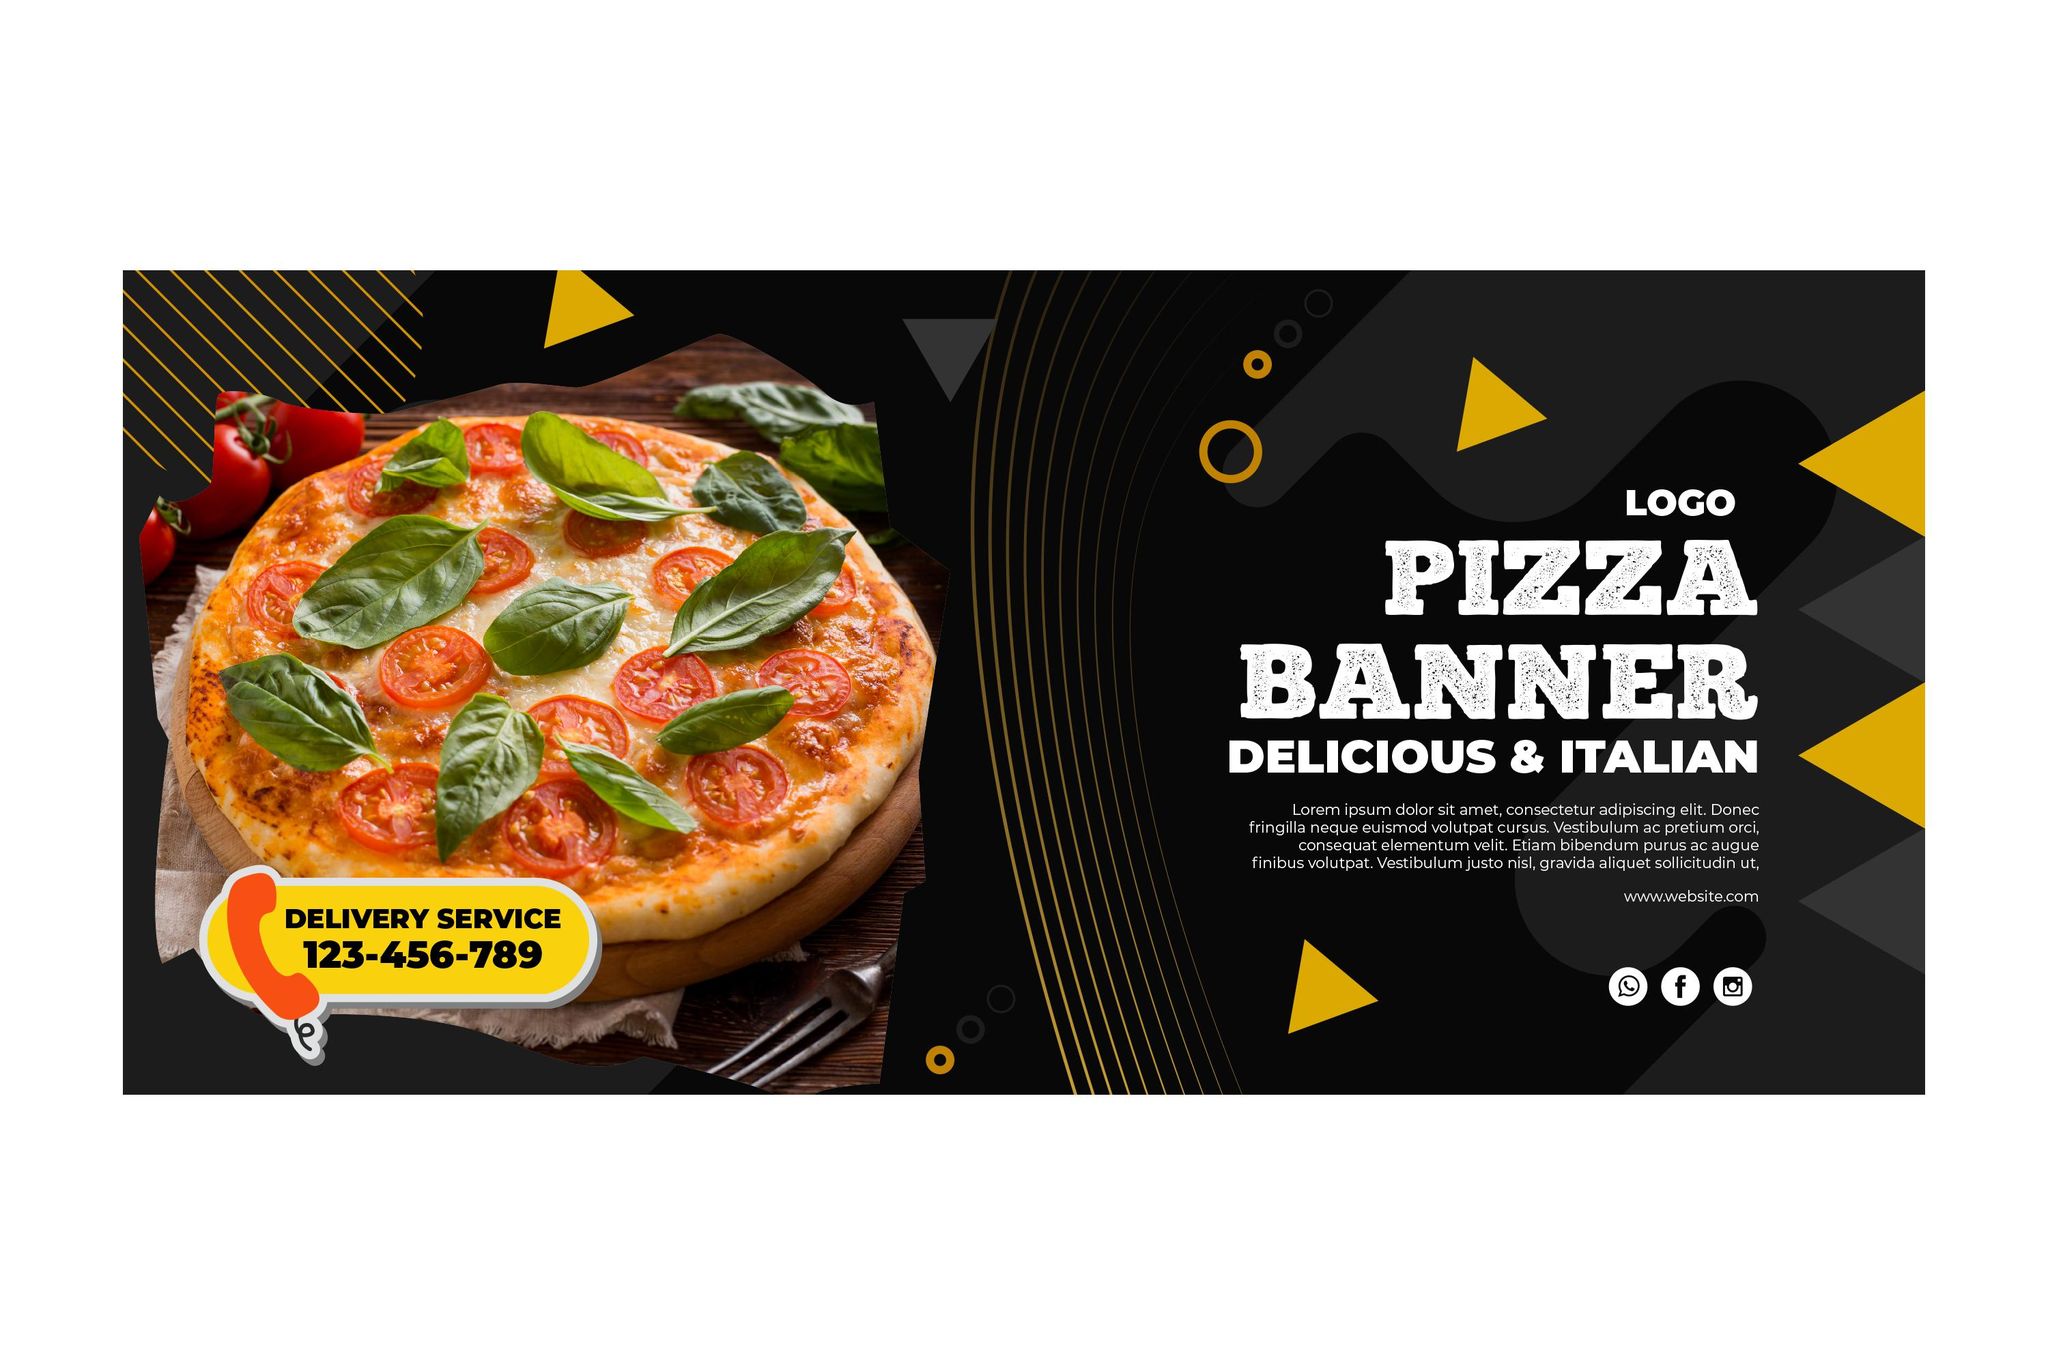 LOGO
PIZZA
BANNER
DELICIOUS & ITALIAN
Lorem ipsum dolor sit amet, consectetur adipiscing elit. Donec
fringilla neque euismod volutpat cursus. Vestibulum ac pretium orci,
consequat elementum velit. Etiam bibendum purus ac augue
finibus volutpat. Vestibulum justo nisl, gravida aliquet sollicitudin ut,
www.website.com
DELIVERY SERVICE
123-456-789